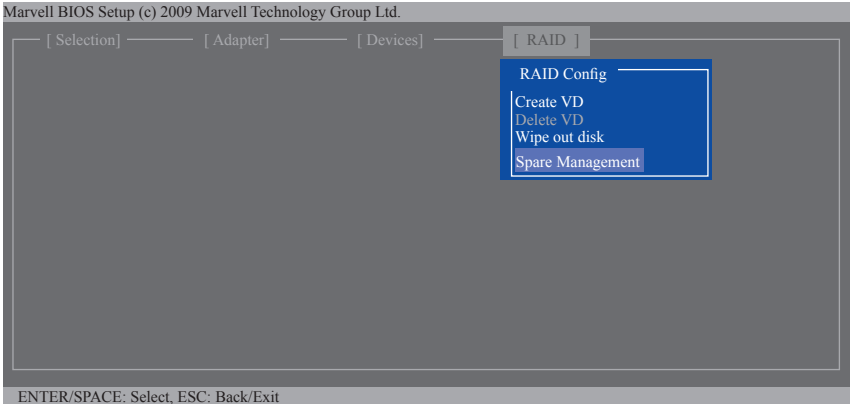 Marvell BIOS Setup (c) 2009 Marvell Technology Group Ltd.
[ Selection] [ Adapter] [ Devices] [ RAID ]
RAID Config
Create VD
Delete VD
Wipe out disk
Spare Management
ENTER/SPACE: Select, ESC: Back/Exit